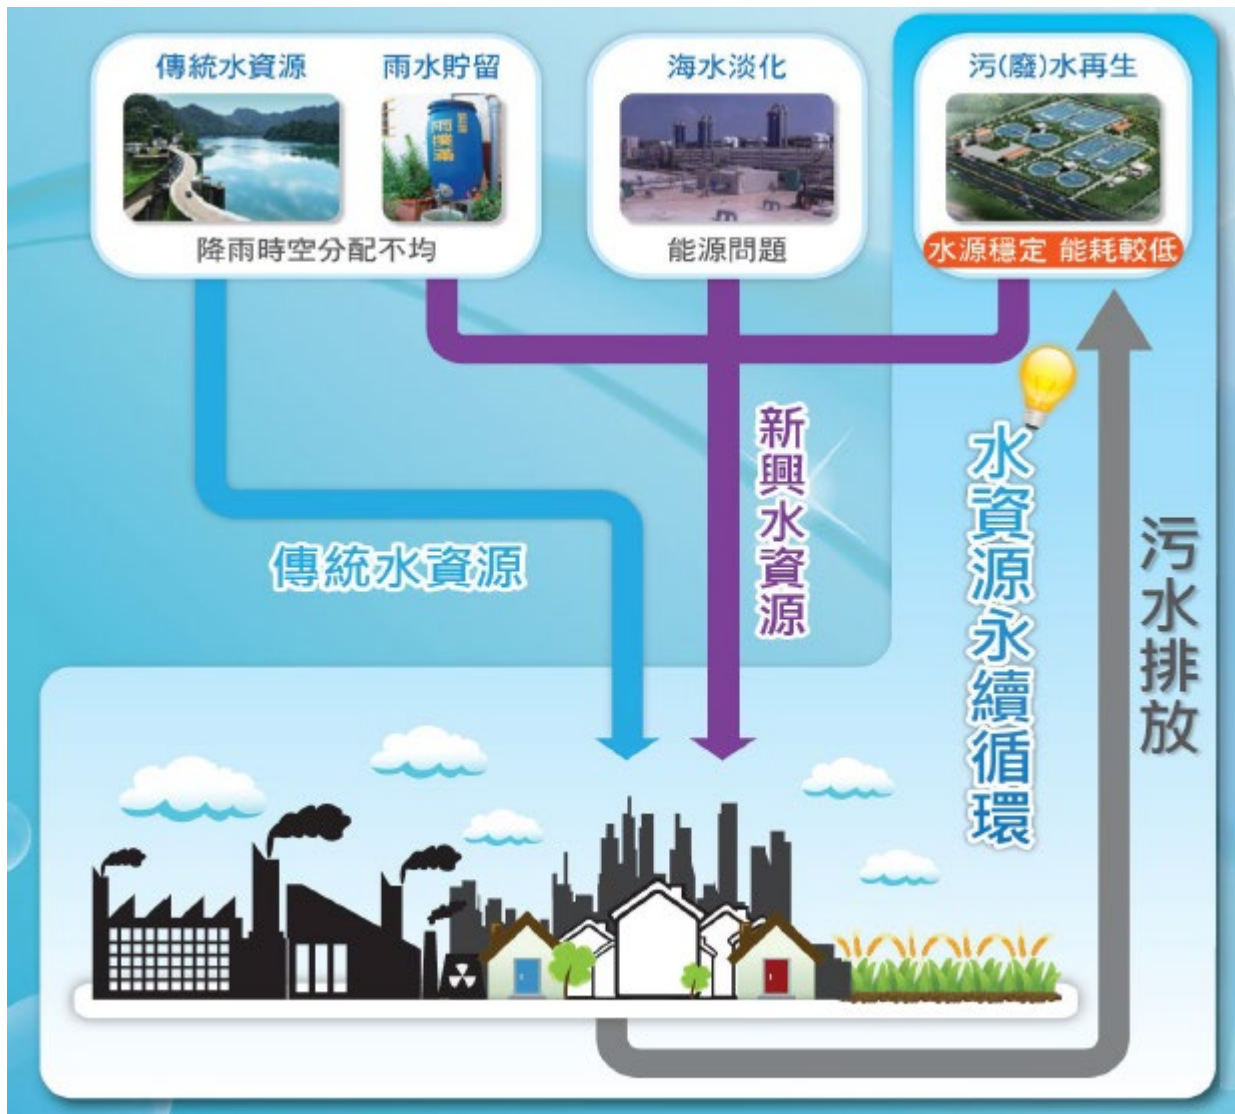 傳統水資源
雨水貯留
雨撲滿
降雨時空分配不均
海水淡化
能源問題
污(廢)水再生
水源穩定 能耗較低
傳統水資源
新興水資源
水資源永續循環
污水排放